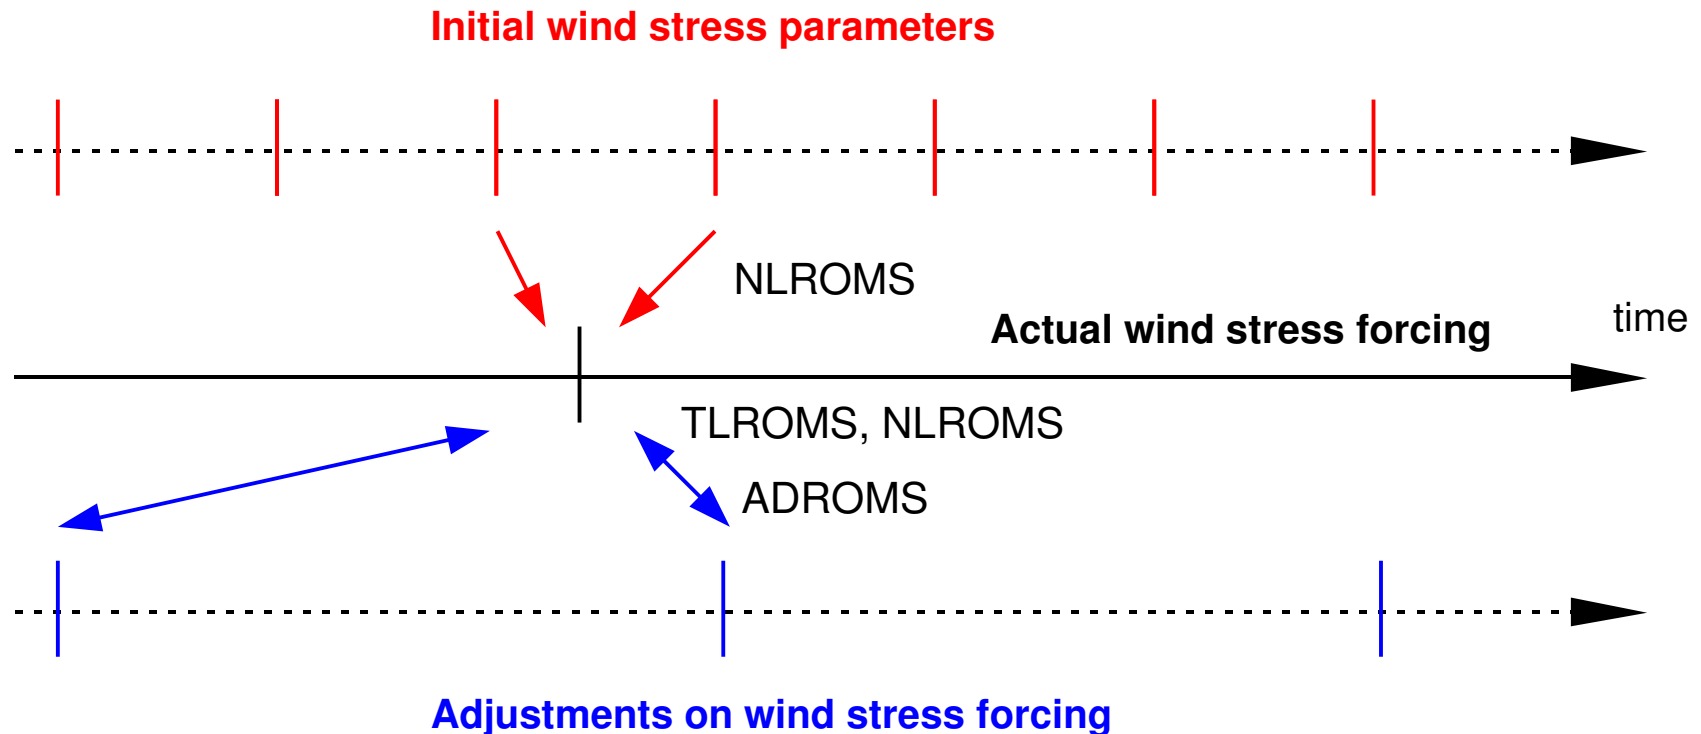 Initial wind stress parameters
NLROMS
time
Actual wind stress forcing
TLROMS, NLROMS
ADROMS
Adjustments on wind stress forcing